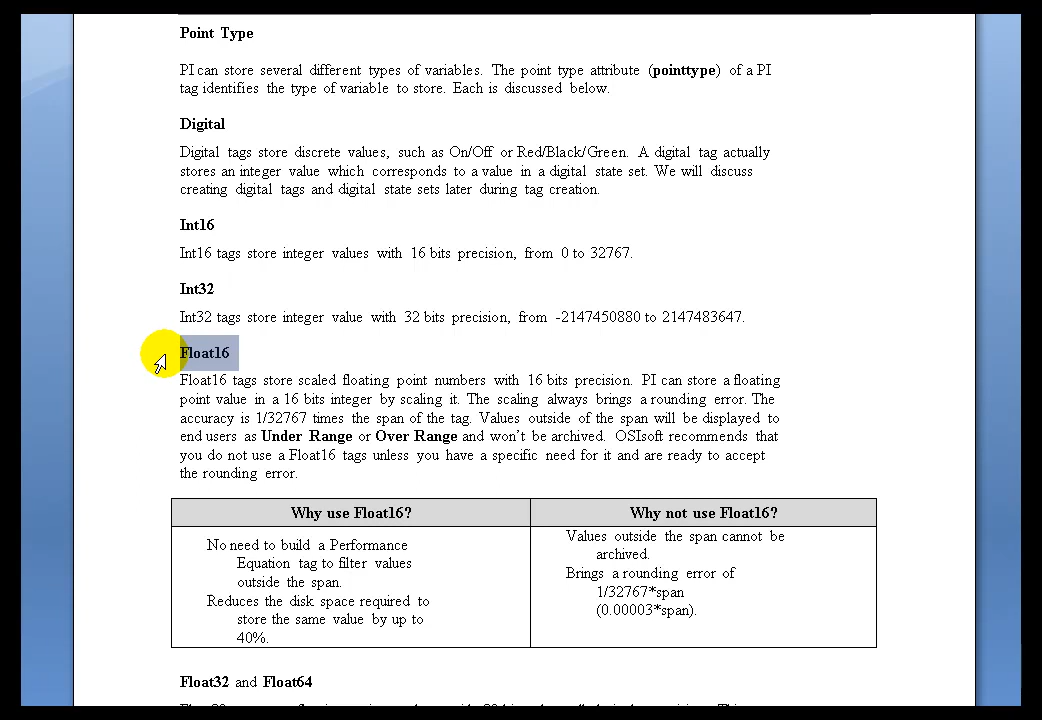 Point Type
PI can store several different types of variables. The point type attribute (pointtype) of a PI
tag identifies the type of variable to store. Each is discussed below.
Digital
Digital tags store discrete values, such as On/Off or Red/Black/Green. A digital tag actually
stores an integer value which corresponds to a value in a digital state set. We will discuss
creating digital tags and digital state sets later during tag creation.
Int16
Int16 tags store integer values with 16 bits precision, from 0 to 32767.
Int32
Int32 tags store integer value with 32 bits precision, from -2147450880 to 2147483647.
Float16
Float16 tags store scaled floating point numbers with 16 bits precision. PI can store a floating
point value in a 16 bits integer by scaling it. The scaling always brings a rounding error. The
accuracy is 1/32767 times the span of the tag. Values outside of the span will be displayed to
end users as Under Range or Over Range and won't be archived. OSIsoft recommends that
you do not use a Float16 tags unless you have a specific need for it and are ready to accept
the rounding error.
Why use Float16?
No need to build a Performance
Equation tag to filter values
outside the span.
Reduces the disk space required to
store the same value by up to
40%.
Why not use Float16?
Values outside the span cannot be
archived.
Brings a rounding error of
1/32767*span
(0.00003*span).
Float32 and Float64